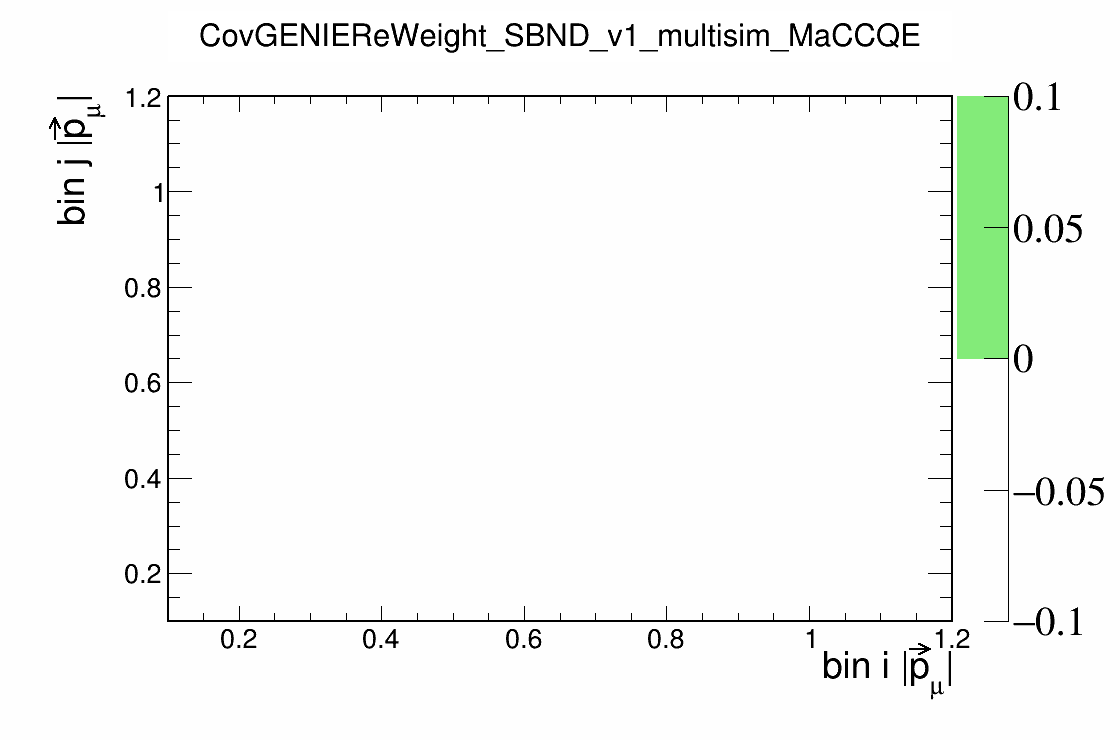 CovGENIEReWeight_SBND_v1_multisim_MaCCQE
bin j |p⃗μ|
1.2
1
0.8
0.6
0.4
0.2
0.2 0.4 0.6 0.8 1 1.2
bin i |p⃗μ|
0.1
0.05
0
−0.05
−0.1